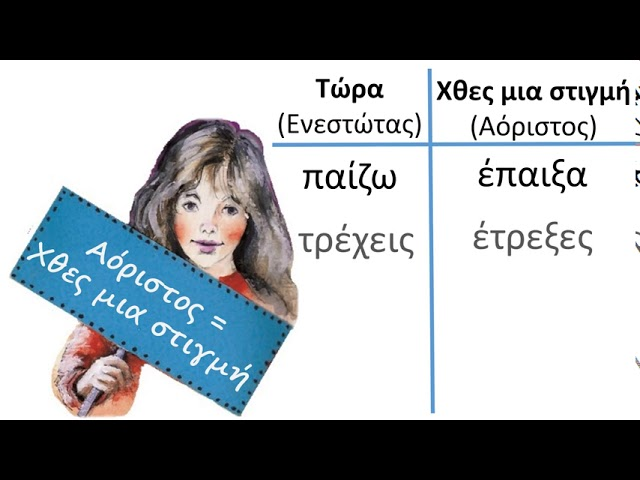 Τώρα
(Ενεστώτας)
Χθες μια στιγμή
(Αόριστος)
παίζω
έπαιξα
τρέχεις
έτρεξες
Αόριστος =
Χθες μια στιγμή